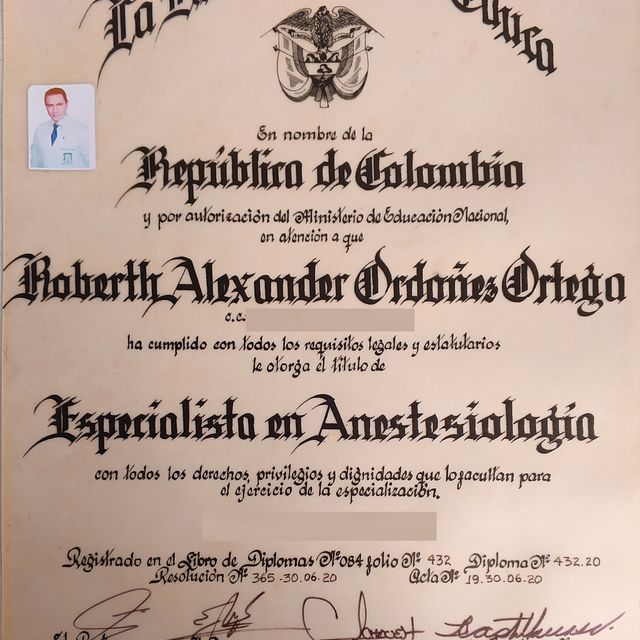 La
Educa
En nombre de la
República de Colombia
y por autorización del Ministerio de Educación Nacional,
en atención a que
Roberth Alexander Ordoñez Ortega
c.c.
ha cumplido con todos los requisitos legales y estatutarios
le otorga el título de
Especialista en Anestesiología
con todos los derechos, privilegios y dignidades que lo facultan para
el ejercicio de la especialización.
Registrado en el Libro de Diplomas Nº 084 folio Nº 432 Diploma Nº 432.20
Resolución Nº 365-30.06.20 Acta Nº 19.30.06.20